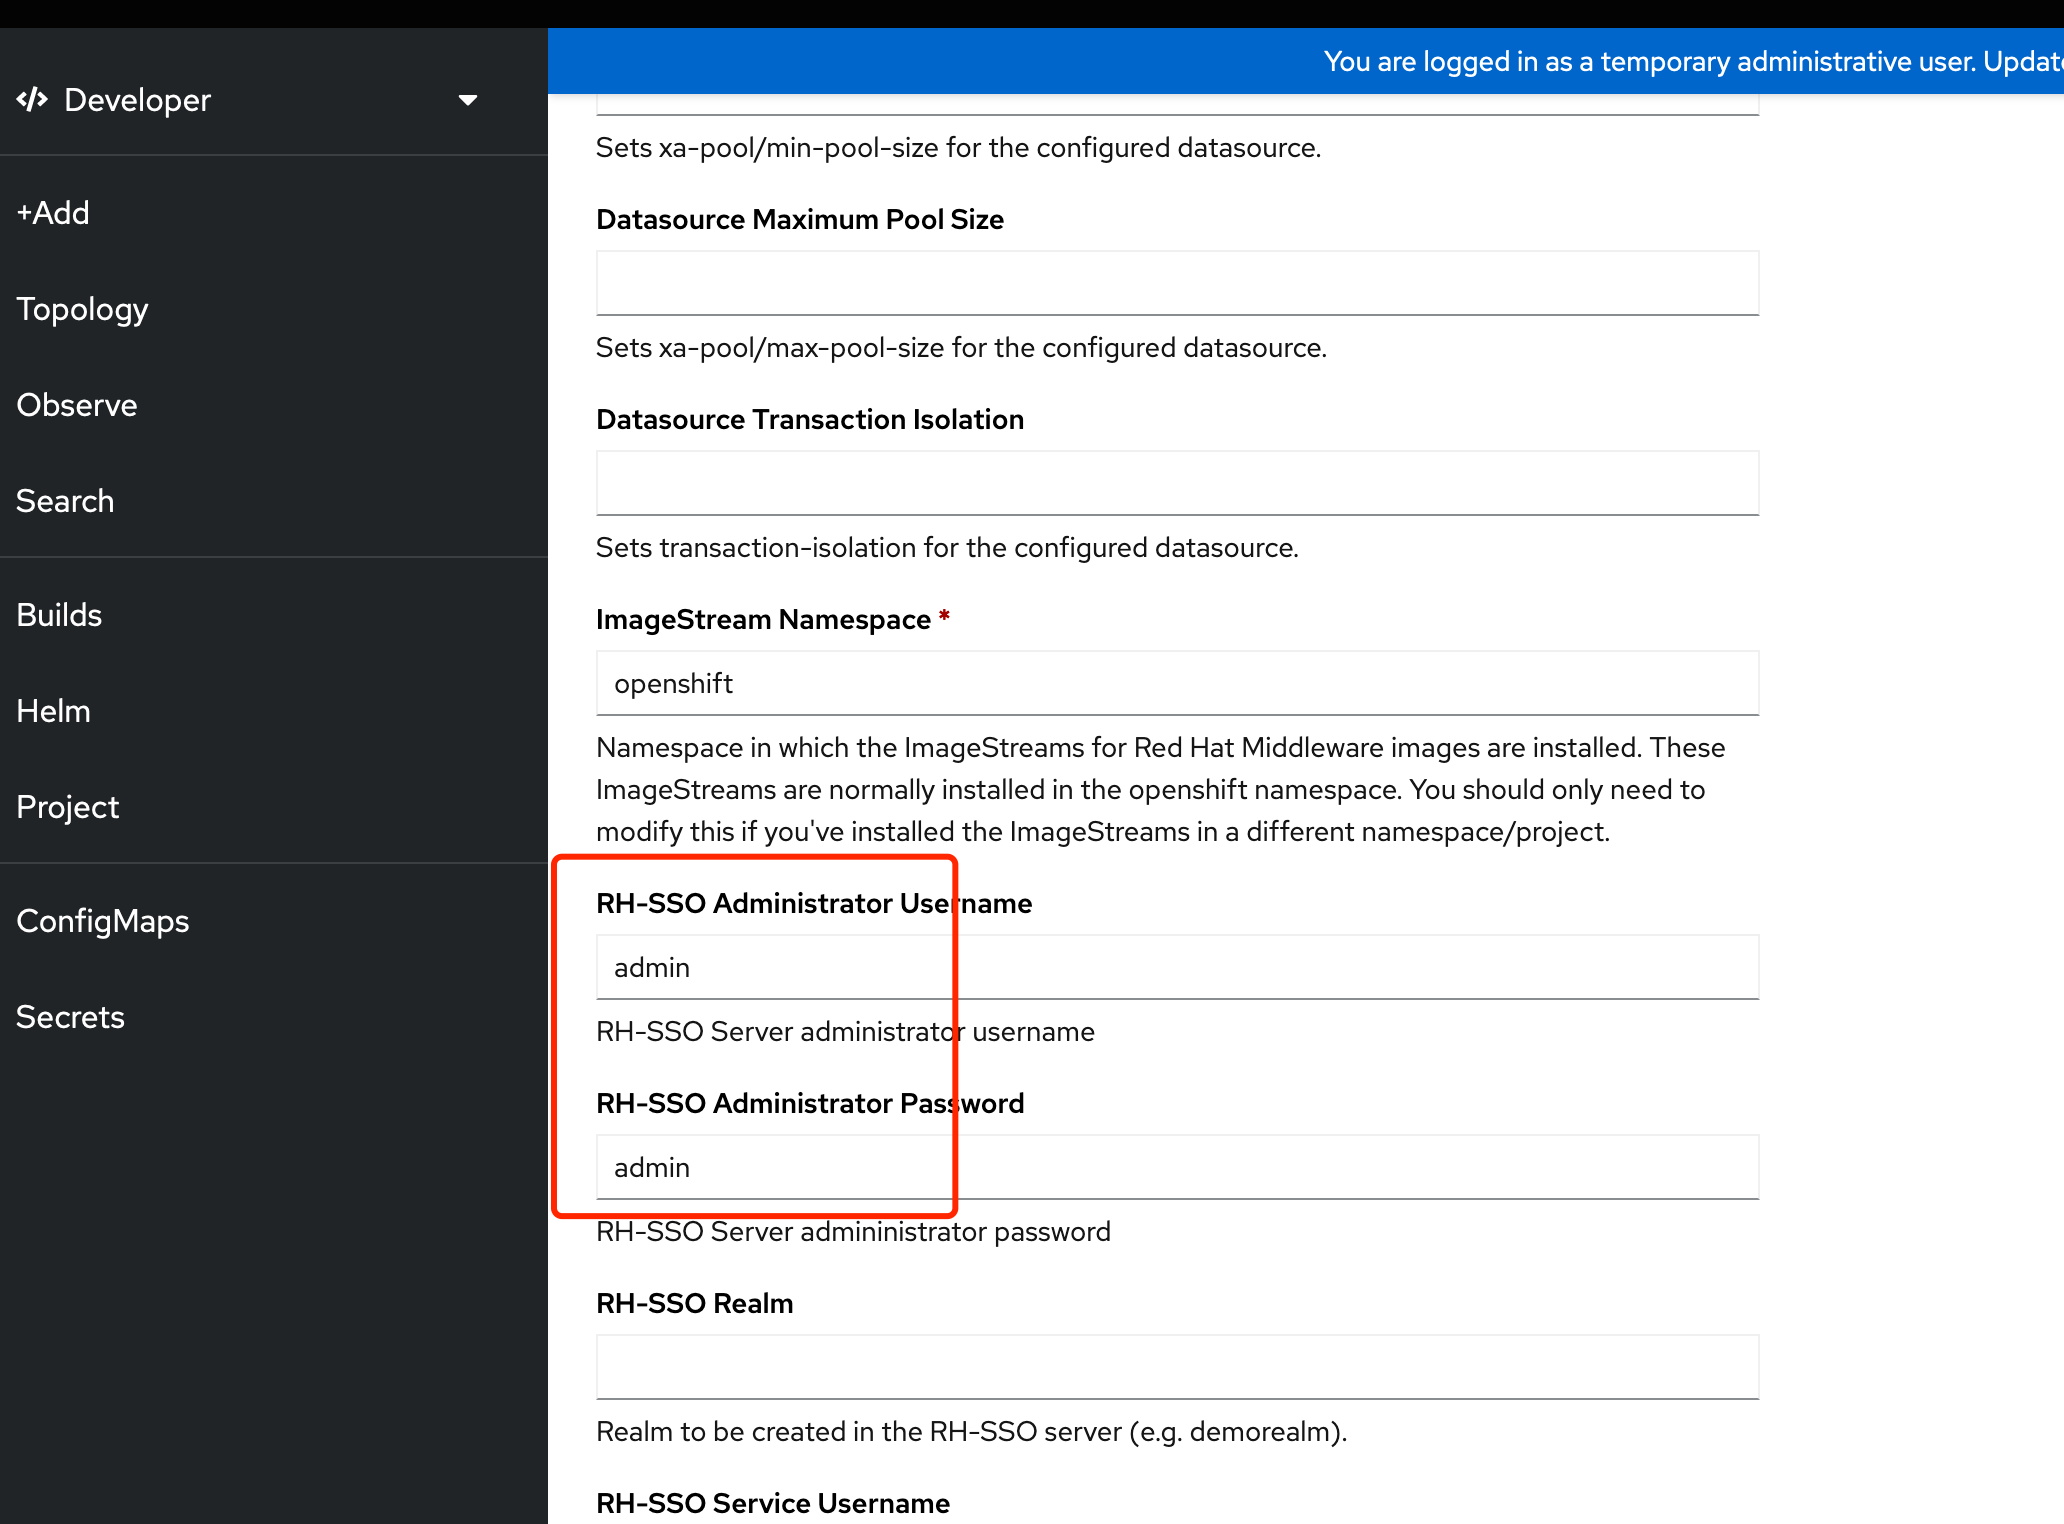 You are logged in as a temporary administrative user. Update
Developer
+Add
Topology
Observe
Search
Builds
Helm
Project
ConfigMaps
Secrets
Sets xa-pool/min-pool-size for the configured datasource.
Datasource Maximum Pool Size
Sets xa-pool/max-pool-size for the configured datasource.
Datasource Transaction Isolation
Sets transaction-isolation for the configured datasource.
ImageStream Namespace *
openshift
Namespace in which the ImageStreams for Red Hat Middleware images are installed. These
ImageStreams are normally installed in the openshift namespace. You should only need to
modify this if you've installed the ImageStreams in a different namespace/project.
RH-SSO Administrator Username
admin
RH-SSO Server administrator username
RH-SSO Administrator Password
admin
RH-SSO Server admininistrator password
RH-SSO Realm
Realm to be created in the RH-SSO server (e.g. demorealm).
RH-SSO Service Username